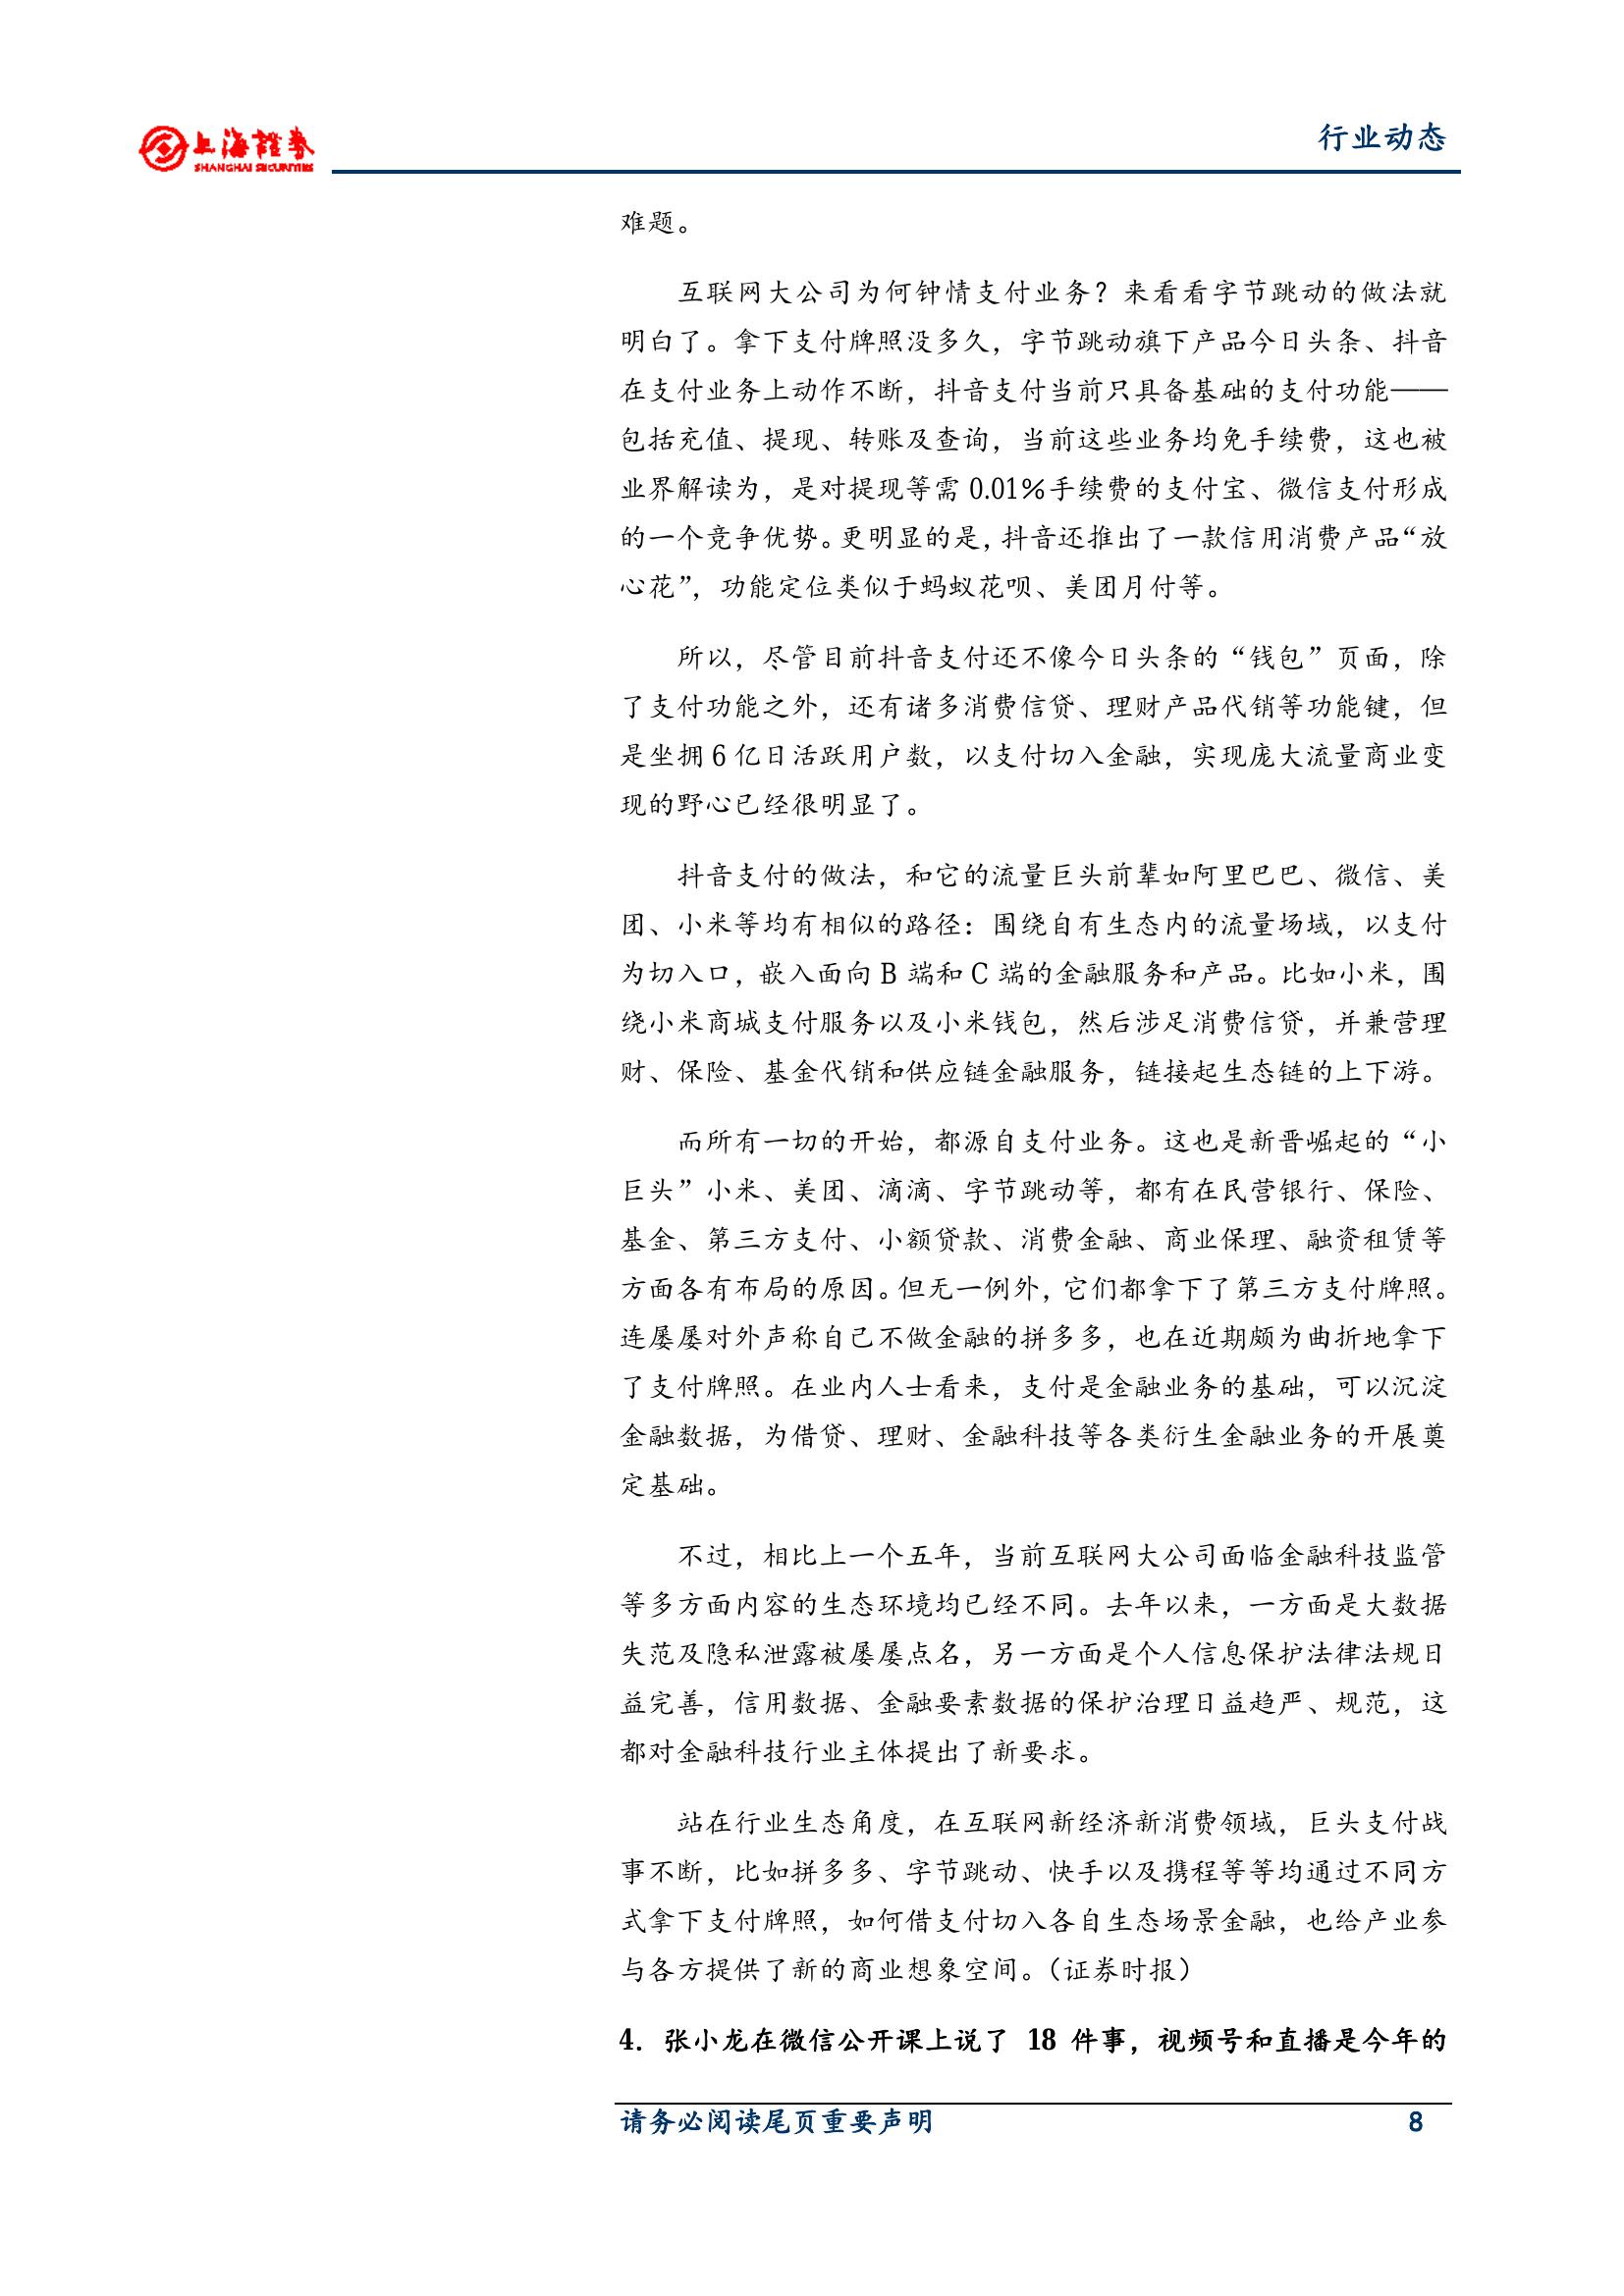 上海證券
SHANGHAI SECURITIES
行业动态
难题。
互联网大公司为何钟情支付业务？来看看字节跳动的做法就
明白了。拿下支付牌照没多久，字节跳动旗下产品今日头条、抖音
在支付业务上动作不断，抖音支付当前只具备基础的支付功能——
包括充值、提现、转账及查询，当前这些业务均免手续费，这也被
业界解读为，是对提现等需 0.01%手续费的支付宝、微信支付形成
的一个竞争优势。更明显的是，抖音还推出了一款信用消费产品“放
心花”，功能定位类似于蚂蚁花呗、美团月付等。
所以，尽管目前抖音支付还不像今日头条的“钱包”页面，除
了支付功能之外，还有诸多消费信贷、理财产品代销等功能键，但
是坐拥 6 亿日活跃用户数，以支付切入金融，实现庞大流量商业变
现的野心已经很明显了。
抖音支付的做法，和它的流量巨头前辈如阿里巴巴、微信、美
团、小米等均有相似的路径：围绕自有生态内的流量场域，以支付
为切入口，嵌入面向 B 端和 C 端的金融服务和产品。比如小米，围
绕小米商城支付服务以及小米钱包，然后涉足消费信贷，并兼营理
财、保险、基金代销和供应链金融服务，链接起生态链的上下游。
而所有一切的开始，都源自支付业务。这也是新晋崛起的“小
巨头”小米、美团、滴滴、字节跳动等，都有在民营银行、保险、
基金、第三方支付、小额贷款、消费金融、商业保理、融资租赁等
方面各有布局的原因。但无一例外，它们都拿下了第三方支付牌照。
连屡屡对外声称自己不做金融的拼多多，也在近期颇为曲折地拿下
了支付牌照。在业内人士看来，支付是金融业务的基础，可以沉淀
金融数据，为借贷、理财、金融科技等各类衍生金融业务的开展奠
定基础。
不过，相比上一个五年，当前互联网大公司面临金融科技监管
等多方面内容的生态环境均已经不同。去年以来，一方面是大数据
失范及隐私泄露被屡屡点名，另一方面是个人信息保护法律法规日
益完善，信用数据、金融要素数据的保护治理日益趋严、规范，这
都对金融科技行业主体提出了新要求。
站在行业生态角度，在互联网新经济新消费领域，巨头支付战
事不断，比如拼多多、字节跳动、快手以及携程等等均通过不同方
式拿下支付牌照，如何借支付切入各自生态场景金融，也给产业参
与各方提供了新的商业想象空间。（证券时报）
4．张小龙在微信公开课上说了 18 件事，视频号和直播是今年的
请务必阅读尾页重要声明 8